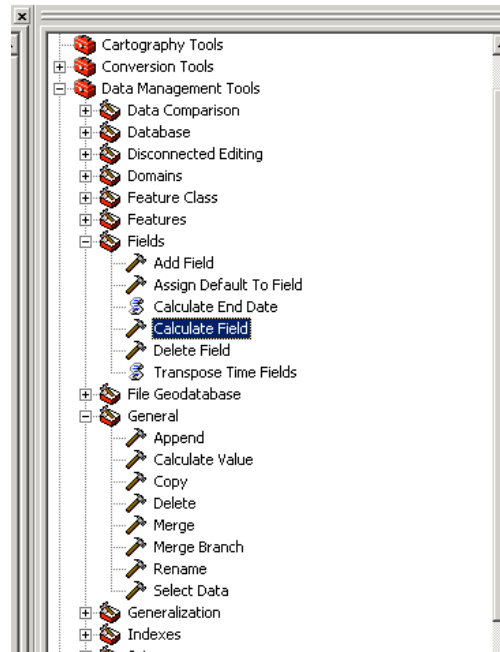 Cartography Tools
Conversion Tools
Data Management Tools
Data Comparison
Database
Disconnected Editing
Domains
Feature Class
Features
Fields
Add Field
Assign Default To Field
Calculate End Date
Calculate Field
Delete Field
Transpose Time Fields
File Geodatabase
General
Append
Calculate Value
Copy
Delete
Merge
Merge Branch
Rename
Select Data
Generalization
Indexes